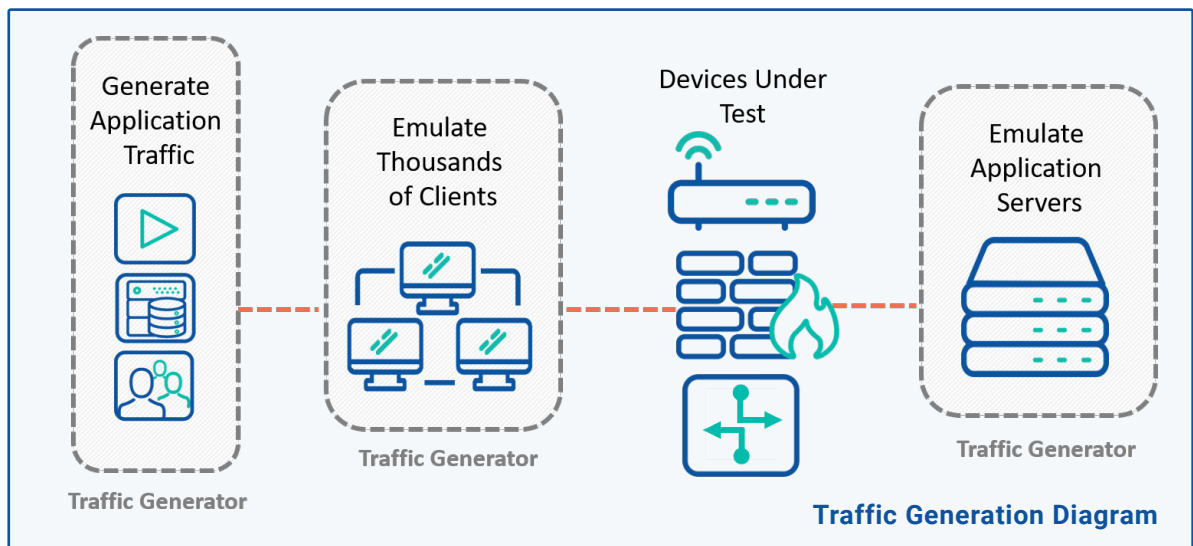 Generate
Application
Traffic
Traffic Generator
Emulate
Thousands
of Clients
Traffic Generator
Devices Under
Test
Emulate
Application
Servers
Traffic Generator
Traffic Generation Diagram